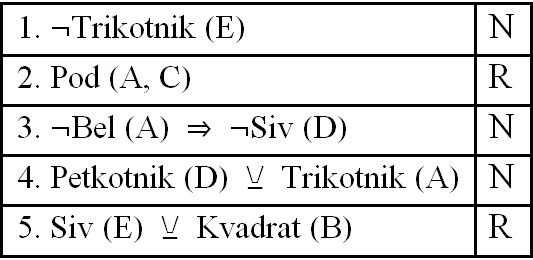 1. ¬Trikotnik (E) N
2. Pod (A, C) R
3. ¬Bel (A) ⇒ ¬Siv (D) N
4. Petkotnik (D) ⊻ Trikotnik (A) N
5. Siv (E) ⊻ Kvadrat (B) R